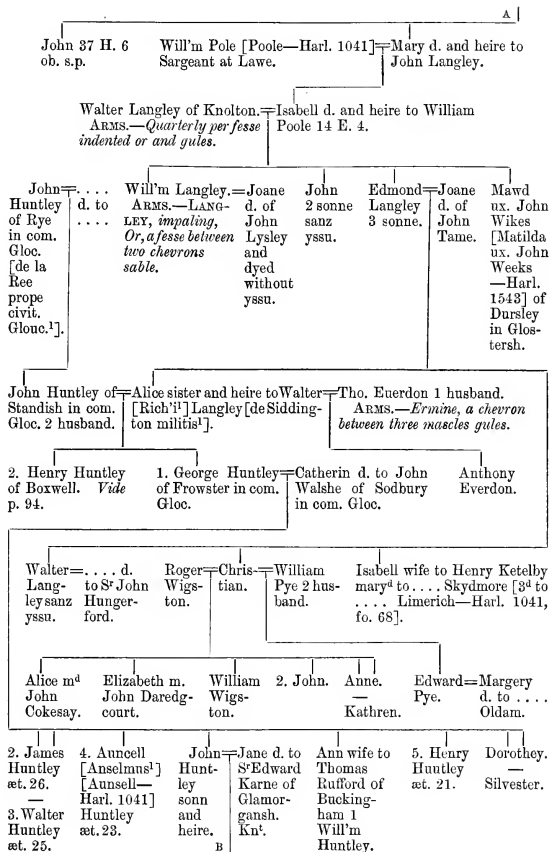 A
John 37 H. 6
ob. s.p.
Will'm Pole [Poole—Harl. 1041]
Sargeant at Lawe.
Mary d. and heire to
John Langley.
Walter Langley of Knolton.
ARMS.—Quarterly per fesse
indented or and gules.
Isabell d. and heire to William
Poole 14 E. 4.
John
Huntley
of Rye
in com.
Gloc.
[de la
Ree
prope
civit.
Glouc.¹].
. . . .
d. to
. . . .
Will'm Langley.
ARMS.—LANG-
LEY, impaling,
Or, a fesse between
two chevrons
sable.
Joane
d. of
John
Lysley
and
dyed
without
yssu.
John
2 sonne
sanz
yssu.
Edmond
Langley
3 sonne.
Joane
d. of
John
Tame.
Mawd
ux. John
Wikes
[Matilda
ux. John
Weeks
—Harl.
1543] of
Dursley
in Glos-
tersh.
John Huntley of
Standish in com.
Gloc. 2 husband.
Alice sister and heire to Walter
[Rich'i¹] Langley [de Sidding-
ton militis¹].
Tho. Euerdon 1 husband.
ARMS.—Ermine, a chevron
between three mascles gules.
2. Henry Huntley
of Boxwell. Vide
p. 94.
1. George Huntley
of Frowster in com.
Gloc.
Catherin d. to John
Walshe of Sodbury
in com. Gloc.
Anthony
Everdon.
Walter
Lang-
ley sanz
yssu.
. . . . d.
to Sʳ John
Hunger-
ford.
Roger
Wigs-
ton.
Chris-
tian.
William
Pye 2 hus-
band.
Isabell wife to Henry Ketelby
maryᵈ to . . . . Skydmore [3ᵈ to
. . . . Limerich—Harl. 1041,
fo. 68].
Alice mᵈ
John
Cokesay.
Elizabeth m.
John Daredg-
court.
William
Wigs-
ton.
2. John.
Anne.
—
Kathren.
Edward
Pye.
Margery
d. to . . . .
Oldam.
2. James
Huntley
æt. 26.
—
3. Walter
Huntley
æt. 25.
4. Auncell
[Anselmus¹]
[Aunsell—
Harl. 1041]
Huntley
æt. 23.
John
Hunt-
ley
sonn
and
heire.
B
Jane d. to
Sʳ Edward
Karne of
Glamor-
gansh.
Knᵗ.
Ann wife to
Thomas
Rufford of
Bucking-
ham 1
Will'm
Huntley.
5. Henry
Huntley
æt. 21.
Dorothey.
—
Silvester.